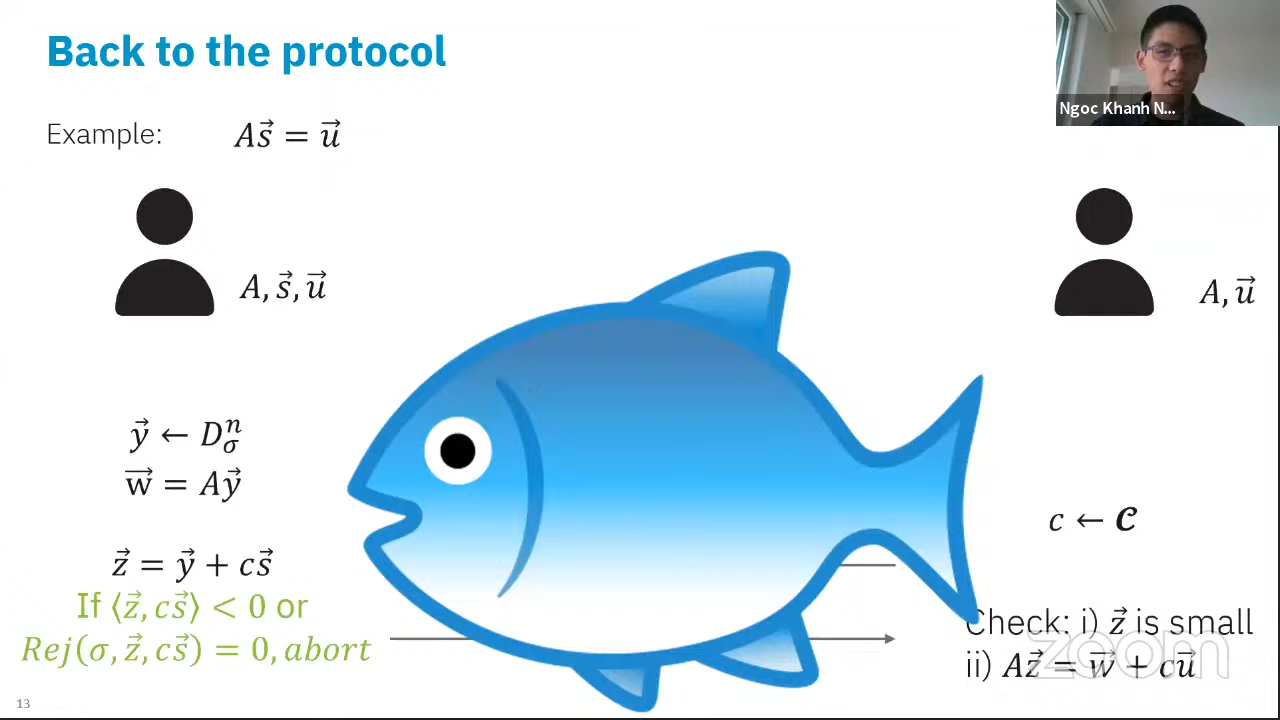 Back to the protocol
Ngoc Khanh N...
Example: A𝑠⃗ = 𝑢⃗
A, 𝑠⃗, 𝑢⃗
A, 𝑢⃗
𝑦⃗ ← D_σ^n
w⃗ = A𝑦⃗
c ← 𝓒
𝑧⃗ = 𝑦⃗ + c𝑠⃗
If ⟨𝑧⃗, c𝑠⃗⟩ < 0 or
Rej(σ, 𝑧⃗, c𝑠⃗) = 0, abort
Check: i) 𝑧⃗ is small
ii) A𝑧⃗ = 𝑤⃗ + c𝑢⃗
zoom
13